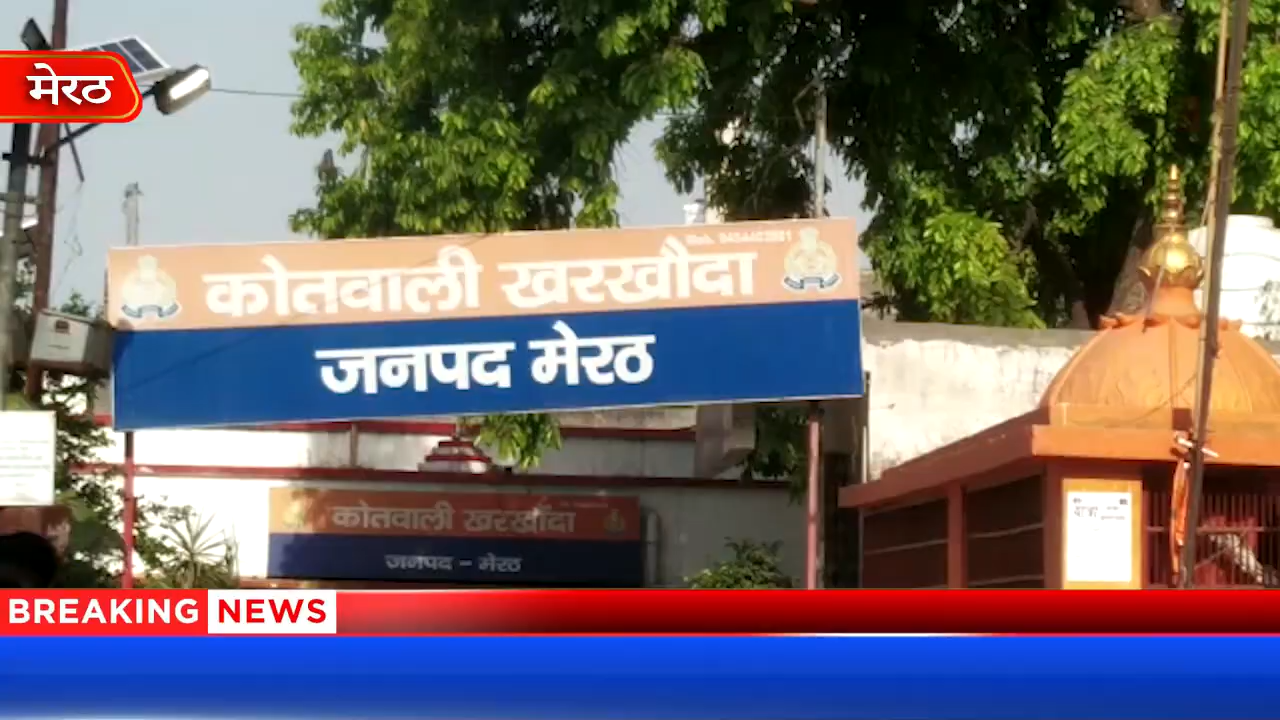 मेरठ
कोतवाली खरखौदा
जनपद मेरठ
कोतवाली खरखौंदा
जनपद - मेरठ
यात्रा
BREAKING NEWS